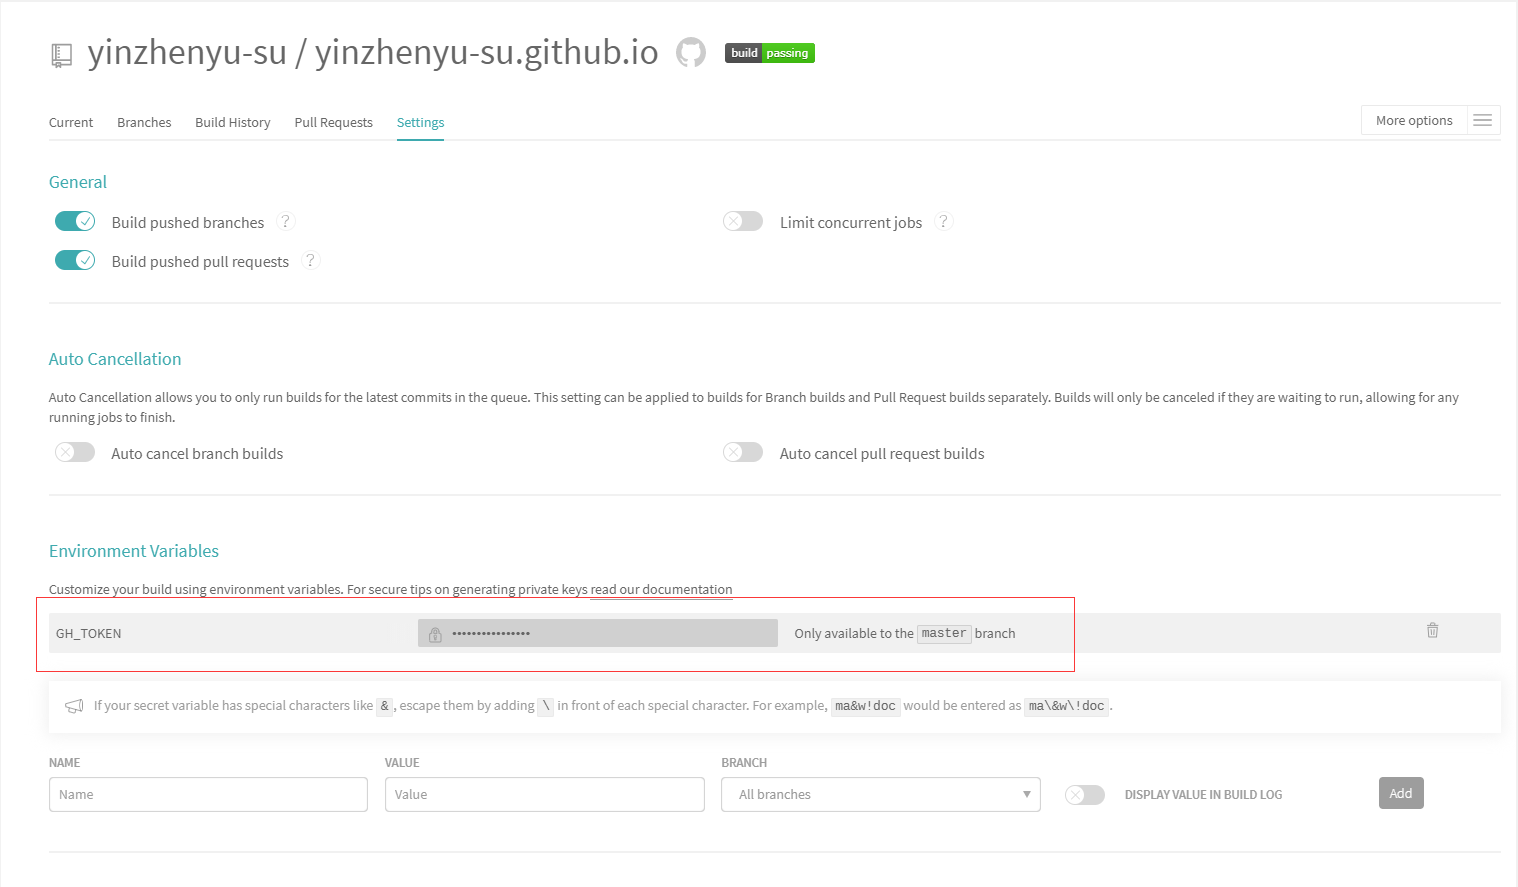 yinzhenyu-su / yinzhenyu-su.github.io build passing
Current Branches Build History Pull Requests Settings More options
General
Build pushed branches ? Limit concurrent jobs ?
Build pushed pull requests ?
Auto Cancellation
Auto Cancellation allows you to only run builds for the latest commits in the queue. This setting can be applied to builds for Branch builds and Pull Request builds separately. Builds will only be canceled if they are waiting to run, allowing for any
running jobs to finish.
Auto cancel branch builds Auto cancel pull request builds
Environment Variables
Customize your build using environment variables. For secure tips on generating private keys read our documentation
GH_TOKEN •••••••••••••••• Only available to the master branch
If your secret variable has special characters like &, escape them by adding \ in front of each special character. For example, ma&w!doc would be entered as ma\&w\!doc.
NAME VALUE BRANCH
Name Value All branches DISPLAY VALUE IN BUILD LOG Add